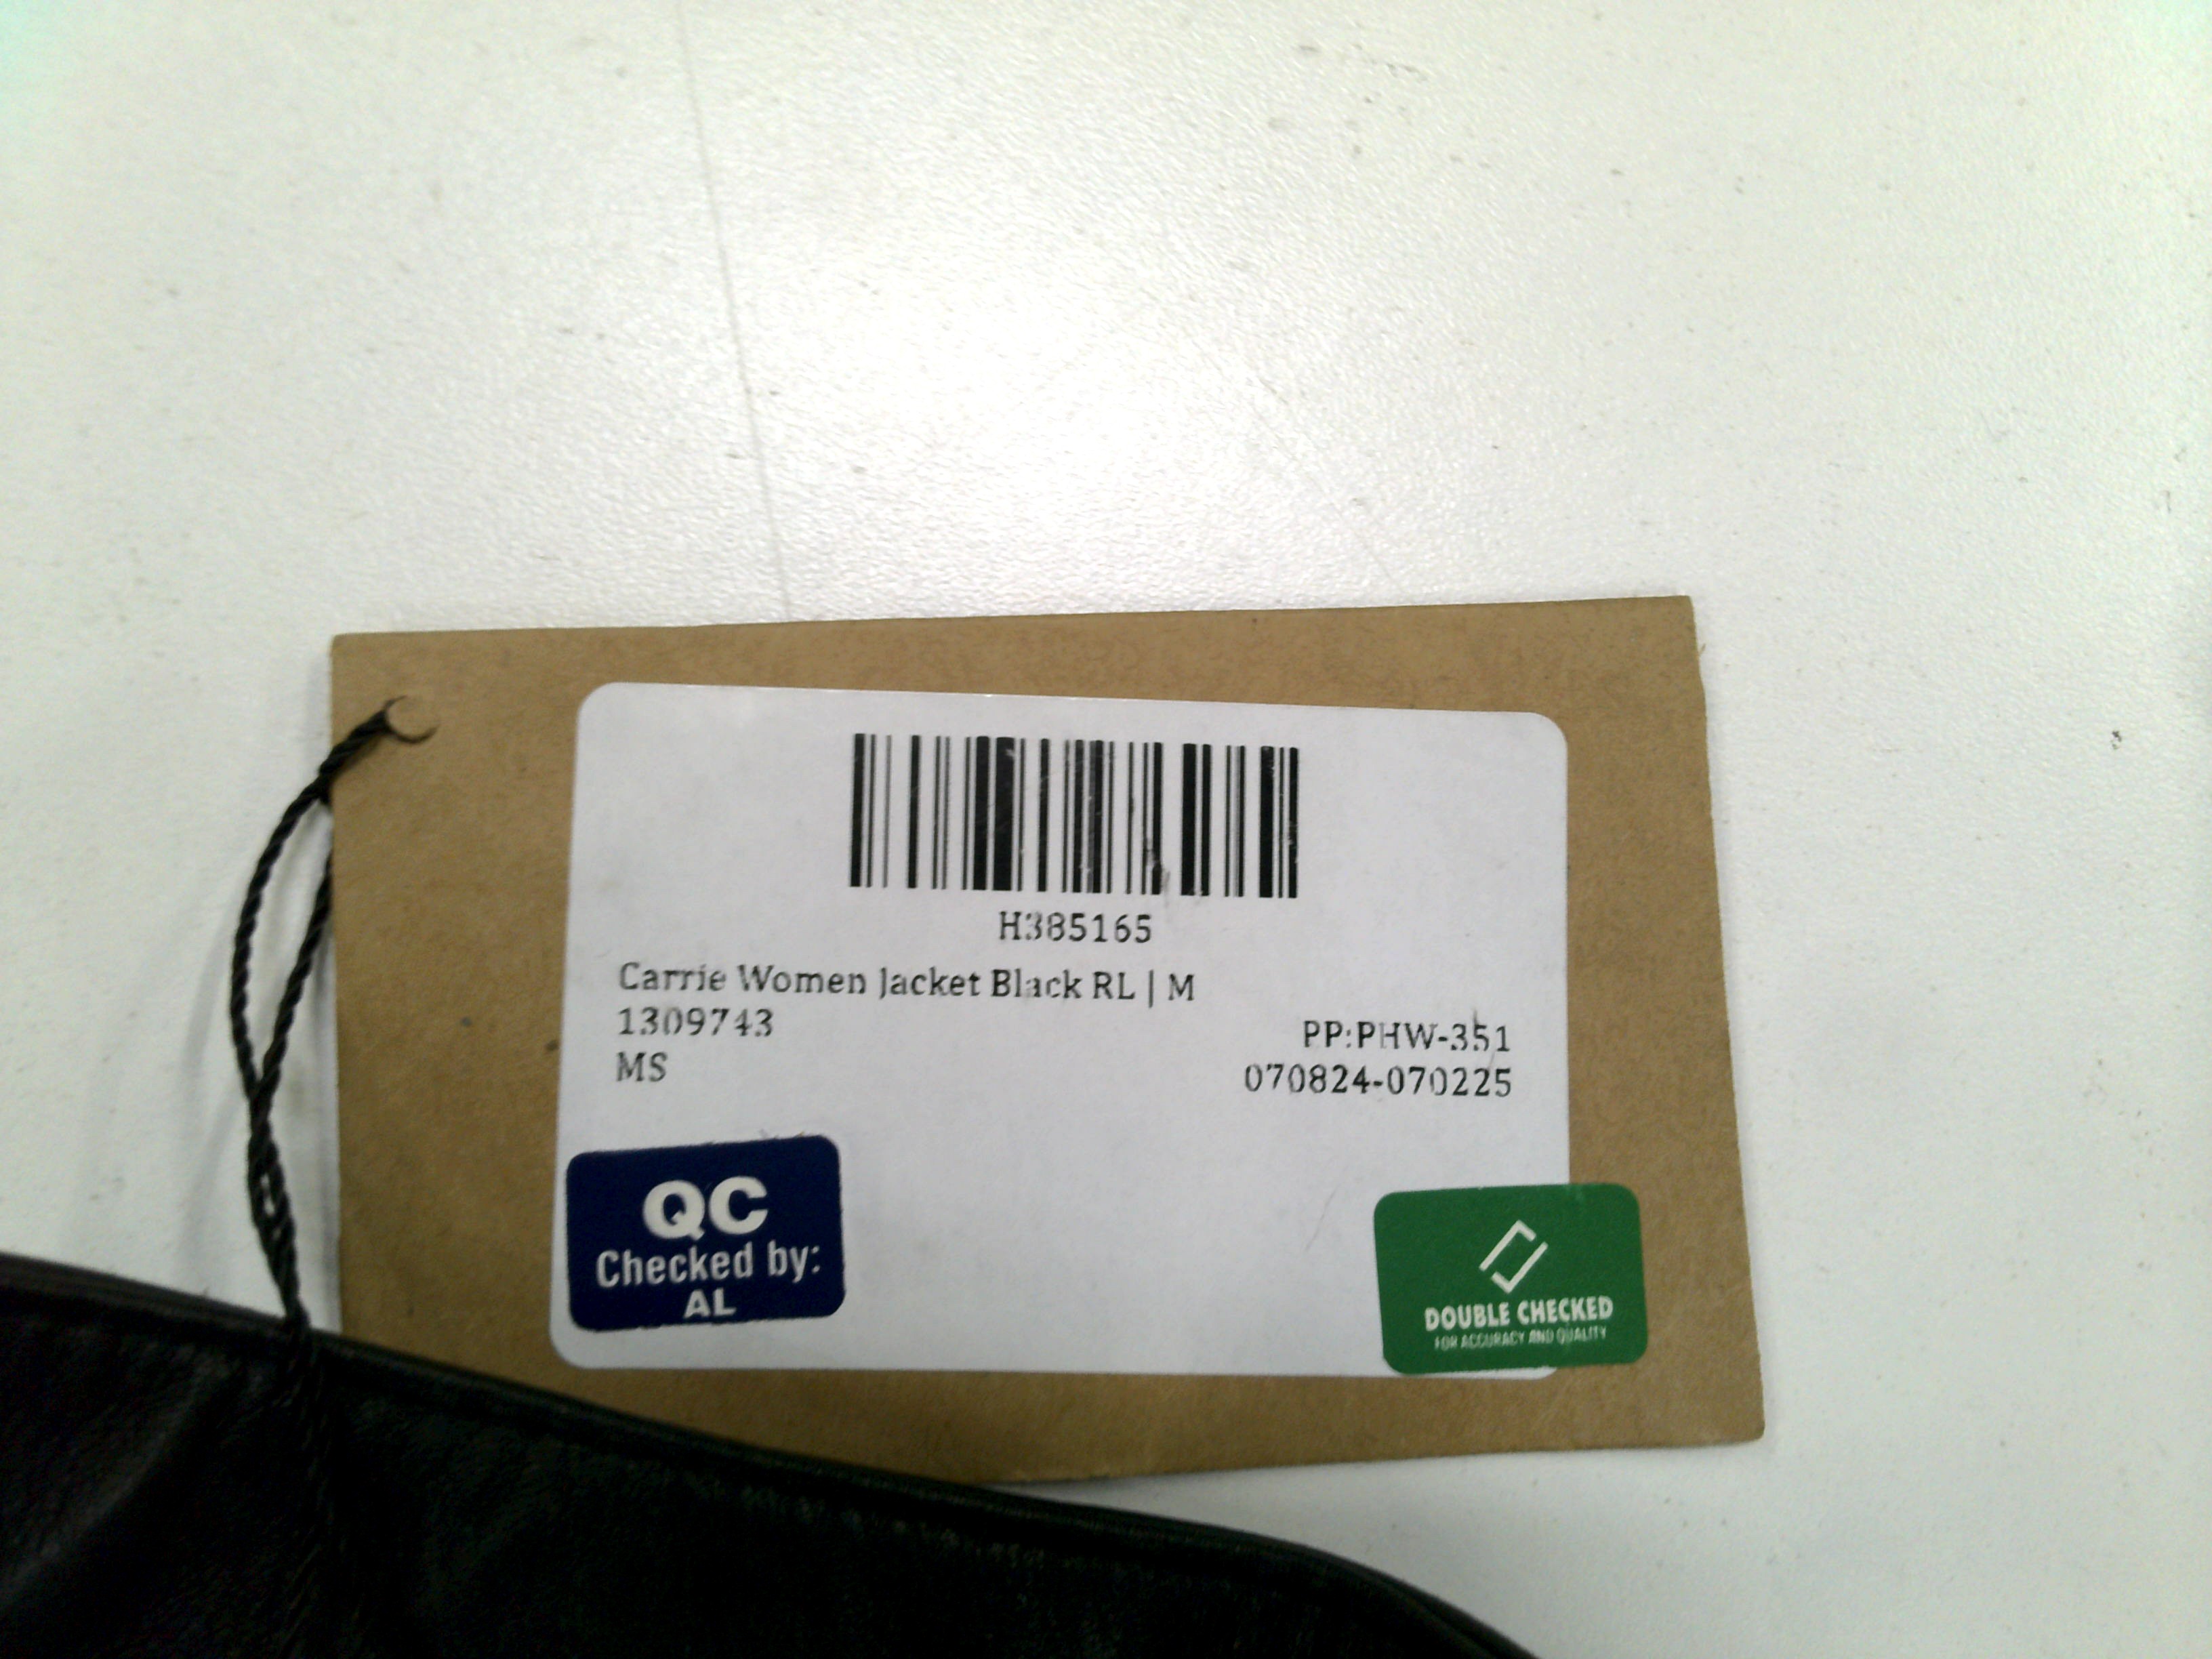 H385165
Carrie Women Jacket Black RL | M
1309743
PP:PHW-351
MS
070824-070225
QC
Checked by:
AL
DOUBLE CHECKED
FOR ACCURACY AND QUALITY